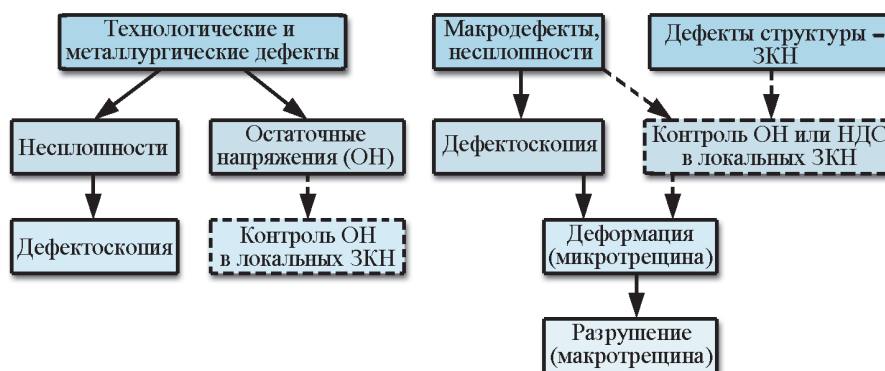 Технологические и
металлургические дефекты
Несплошности
Остаточные
напряжения (ОН)
Дефектоскопия
Контроль ОН
в локальных ЗКН
Макродефекты,
несплошности
Дефекты структуры –
ЗКН
Дефектоскопия
Контроль ОН или НДС
в локальных ЗКН
Деформация
(микротрещина)
Разрушение
(макротрещина)